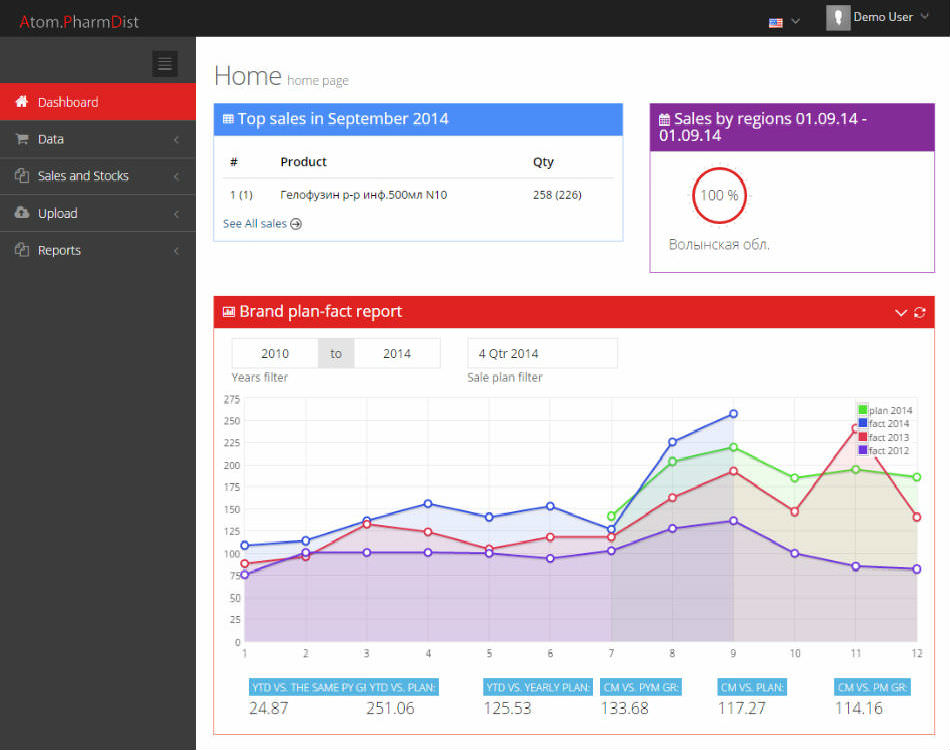 Atom.PharmDist
Demo User
Dashboard
Data
Sales and Stocks
Upload
Reports
Home home page
Top sales in September 2014
# Product Qty
1 (1) Гелофузин р-р инф.500мл N10 258 (226)
See All sales
Sales by regions 01.09.14 -
01.09.14
100 %
Волынская обл.
Brand plan-fact report
2010 to 2014
Years filter
4 Qtr 2014
Sale plan filter
275
250
225
200
175
150
125
100
75
50
25
0
1 2 3 4 5 6 7 8 9 10 11 12
plan 2014
fact 2014
fact 2013
fact 2012
YTD VS. THE SAME PY GI YTD VS. PLAN: YTD VS. YEARLY PLAN: CM VS. PYM GR: CM VS. PLAN: CM VS. PM GR:
24.87 251.06 125.53 133.68 117.27 114.16